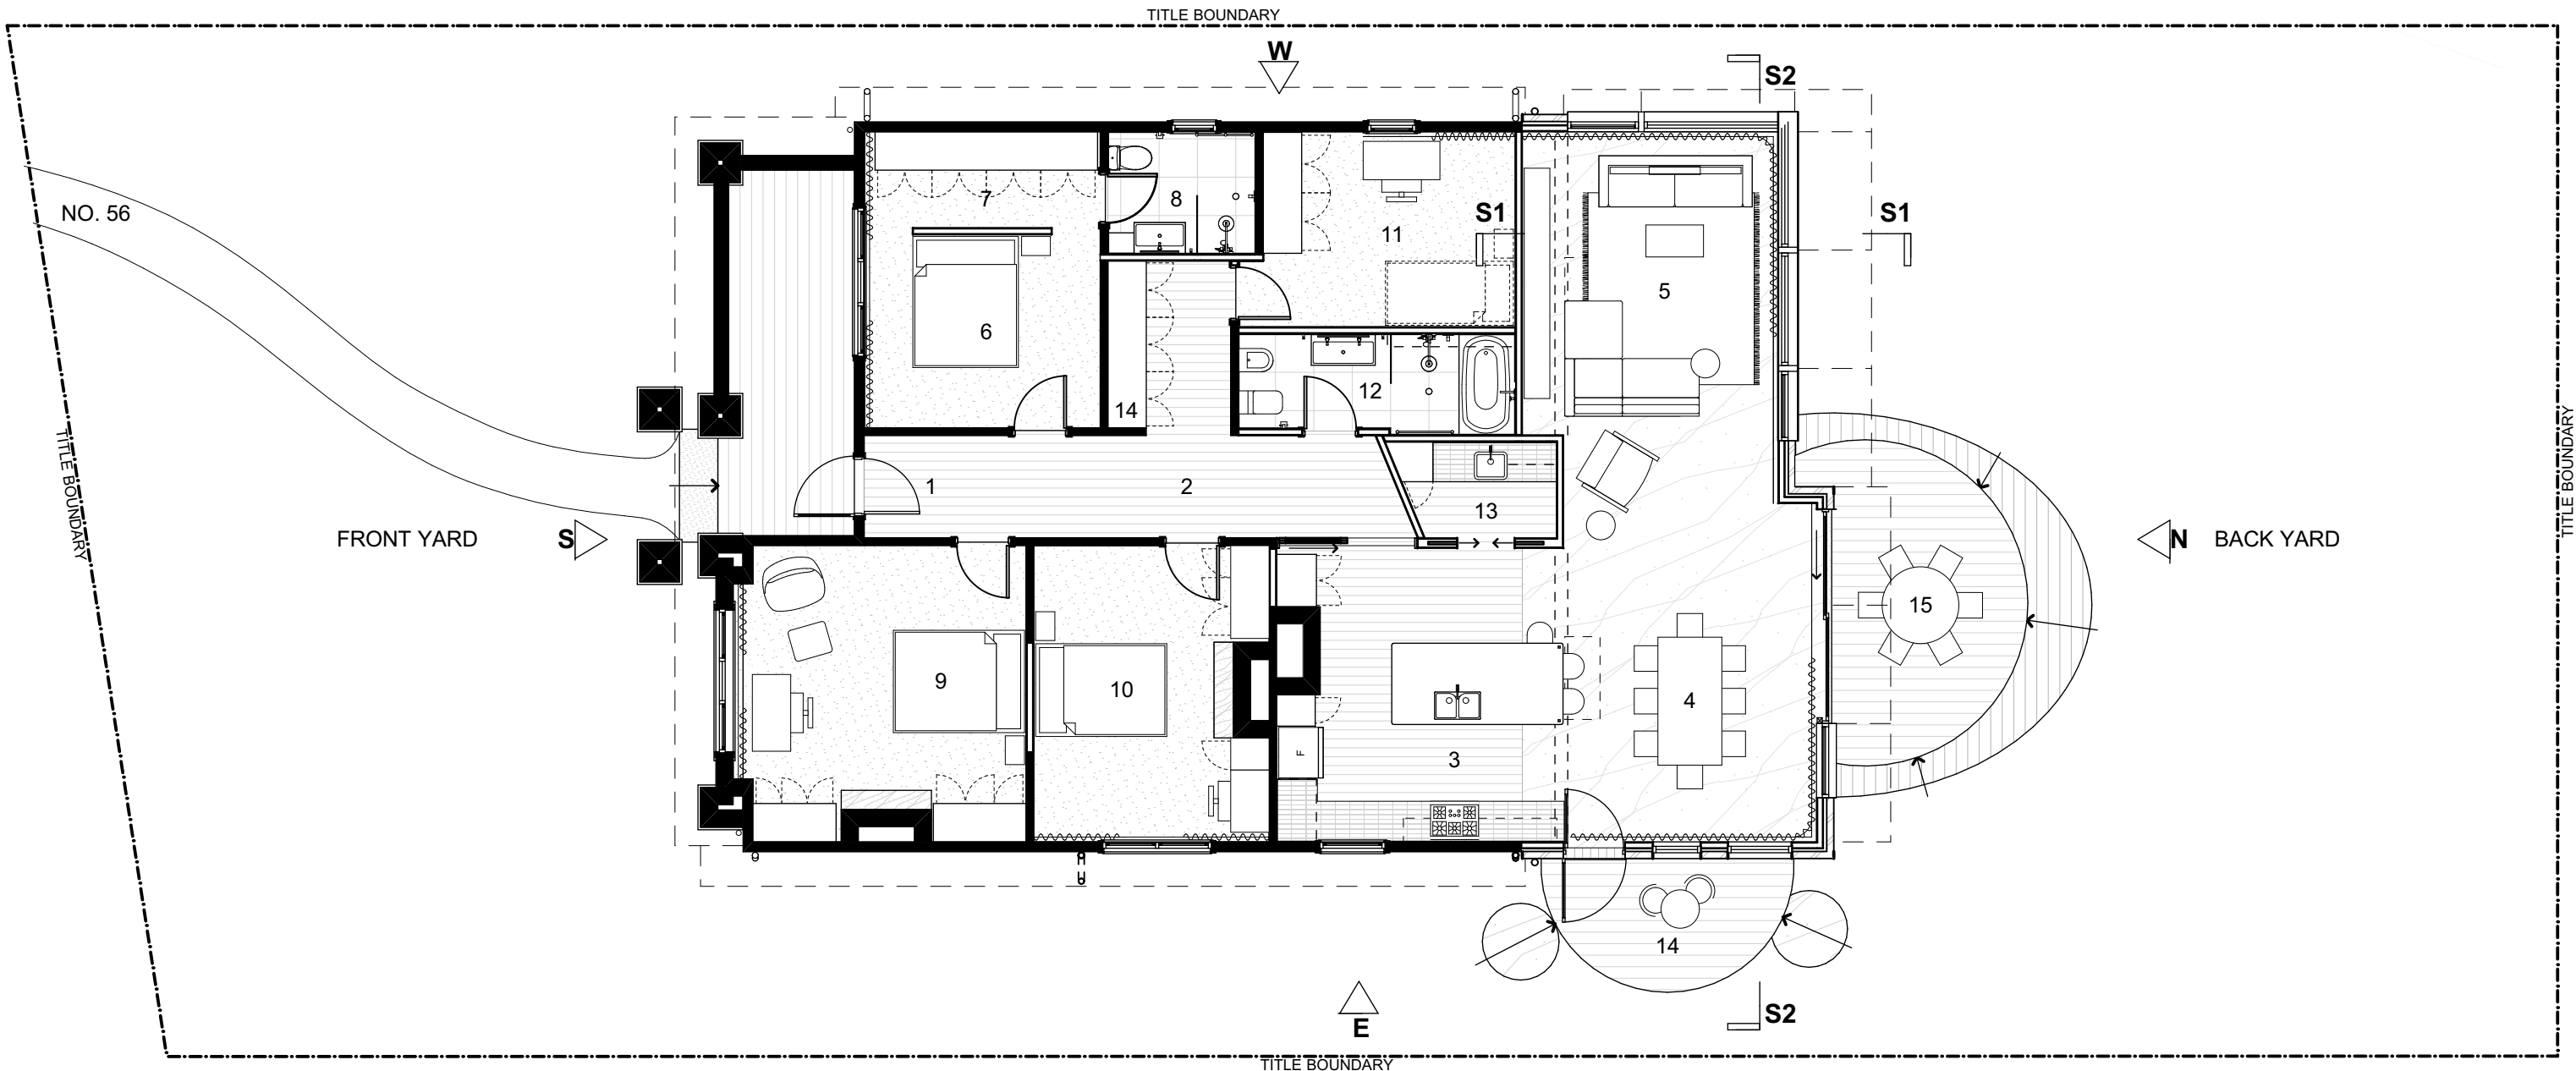 TITLE BOUNDARY
W
S2
NO. 56
7
8
S1
S1
11
5
6
14
12
TITLE BOUNDARY
TITLE BOUNDARY
1
2
13
FRONT YARD
S
N
BACK YARD
15
9
10
4
3
F
14
S2
E
TITLE BOUNDARY